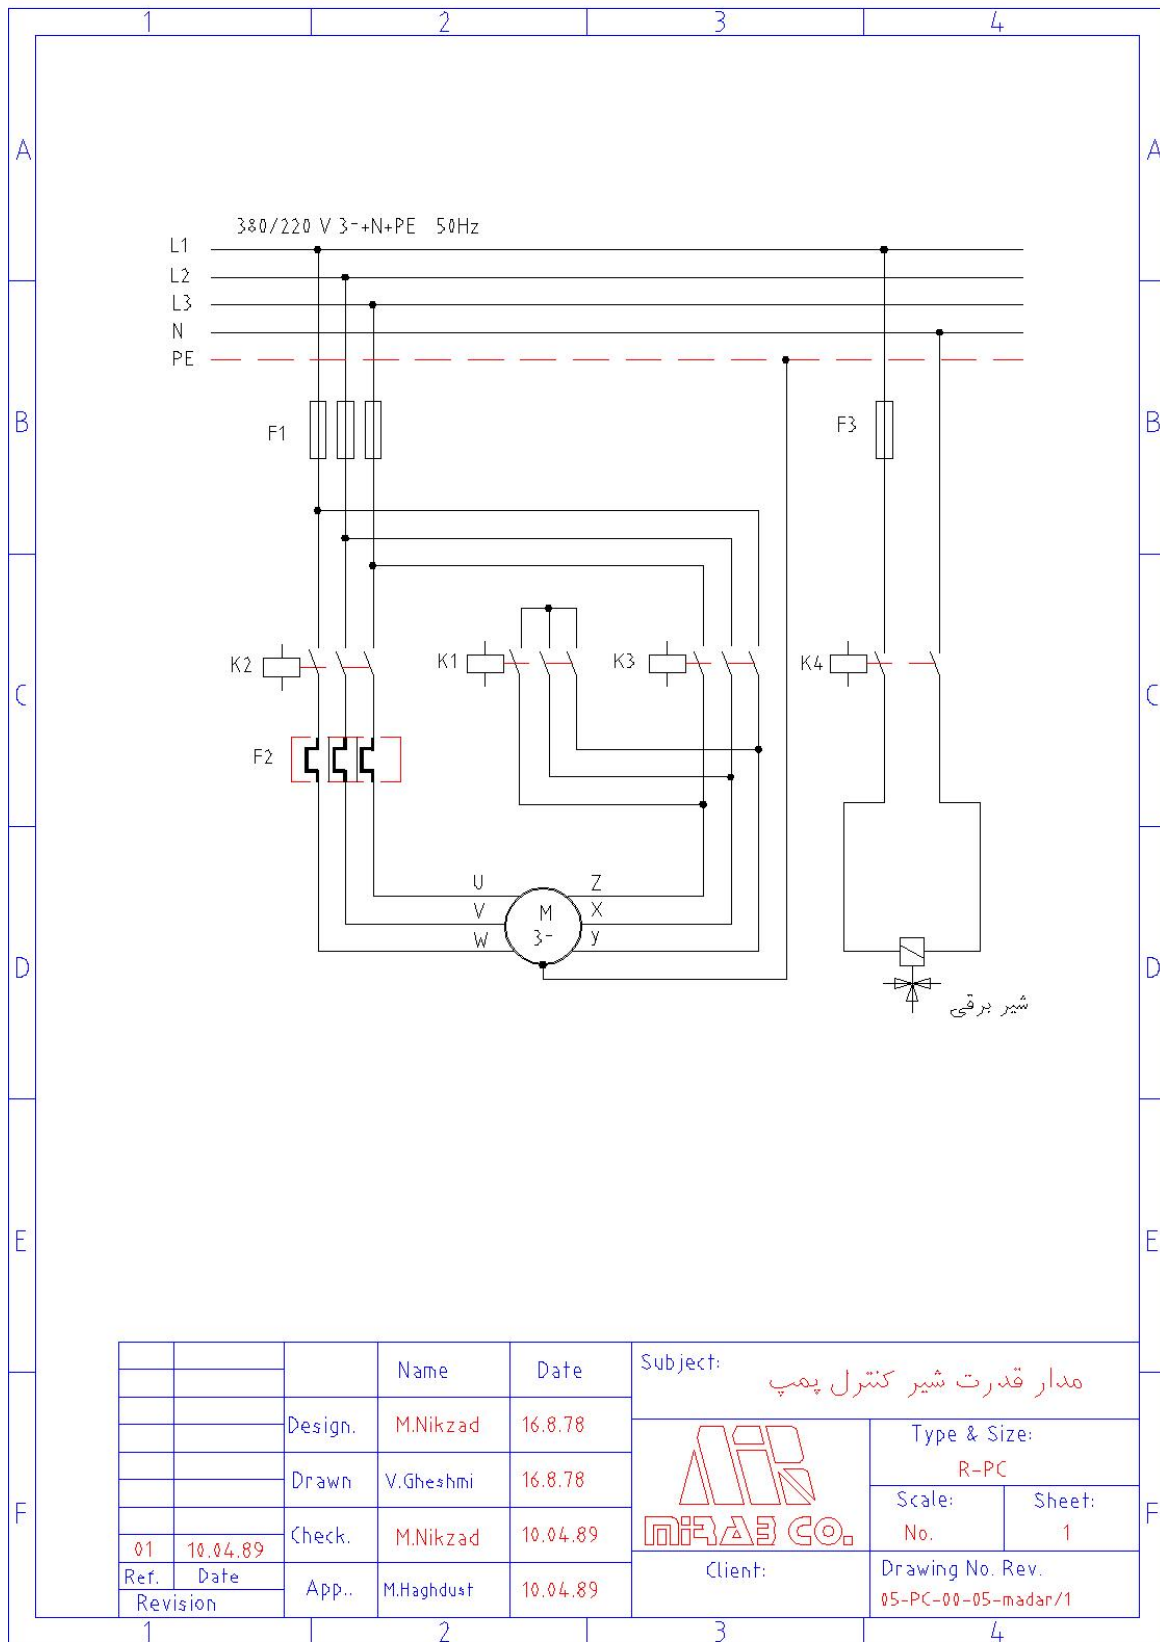 1 2 3 4
A A
380/220 V 3~+N+PE 50Hz
L1
L2
L3
N
PE
B B
F1 F3
C C
K2 K1 K3 K4
F2
U Z
V M X
W 3~ y
D D
شیر برقی
E E
Name Date
Subject:
مدار قدرت شیر کنترل پمپ
Design. M.Nikzad 16.8.78
Type & Size:
R-PC
Drawn V.Gheshmi 16.8.78
F F
Scale: Sheet:
No. 1
MIRAB CO.
Check. M.Nikzad 10.04.89
01 10.04.89
Ref. Date
Revision
App.. M.Haghdust 10.04.89
Client:
Drawing No. Rev.
05-PC-00-05-madar/1
1 2 3 4